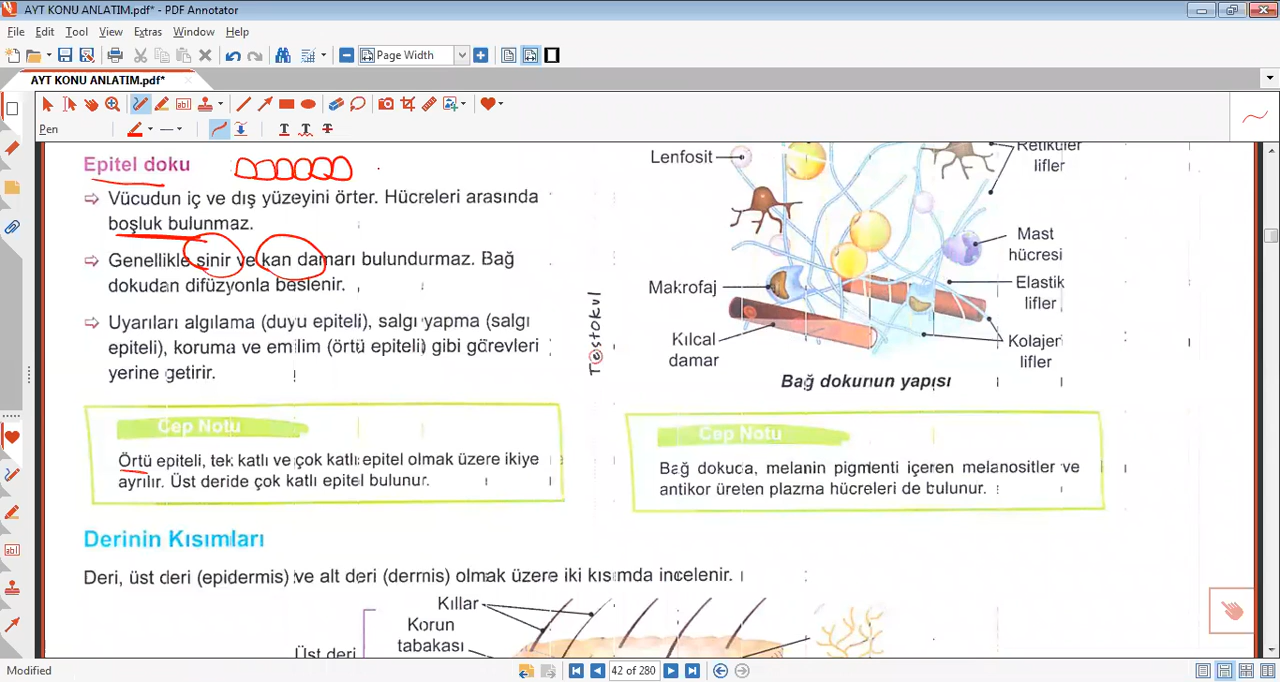 AYT KONU ANLATIM.pdf* - PDF Annotator
File Edit Tool View Extras Window Help
Page Width
AYT KONU ANLATIM.pdf*
Pen
Epitel doku
⇨ Vücudun iç ve dış yüzeyini örter. Hücreleri arasında
boşluk bulunmaz.
⇨ Genellikle sinir ve kan damarı bulundurmaz. Bağ
dokudan difüzyonla beslenir.
⇨ Uyarıları algılama (duyu epiteli), salgı yapma (salgı
epiteli), koruma ve emilim (örtü epiteli) gibi görevleri
yerine getirir.
Cep Notu
Örtü epiteli, tek katlı ve çok katlı epitel olmak üzere ikiye
ayrılır. Üst deride çok katlı epitel bulunur.
Testokul
Lenfosit
Retiküler
lifler
Mast
hücresi
Makrofaj
Elastik
lifler
Kılcal
damar
Kolajen
lifler
Bağ dokunun yapısı
Cep Notu
Bağ dokuda, melanin pigmenti içeren melanositler ve
antikor üreten plazma hücreleri de bulunur.
Derinin Kısımları
Deri, üst deri (epidermis) ve alt deri (dermis) olmak üzere iki kısımda incelenir.
Kıllar
Korun
tabakası
Üst deri
Modified
42 of 280